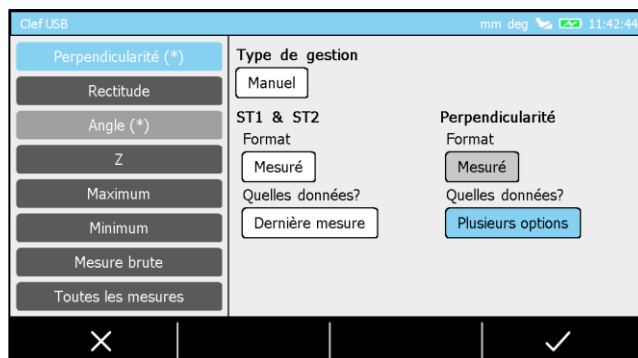 Clef USB
mm deg 11:42:44
Perpendicularité (*)
Rectitude
Angle (*)
Z
Maximum
Minimum
Mesure brute
Toutes les mesures
Type de gestion
Manuel
ST1 & ST2
Format
Mesuré
Quelles données?
Dernière mesure
Perpendicularité
Format
Mesuré
Quelles données?
Plusieurs options